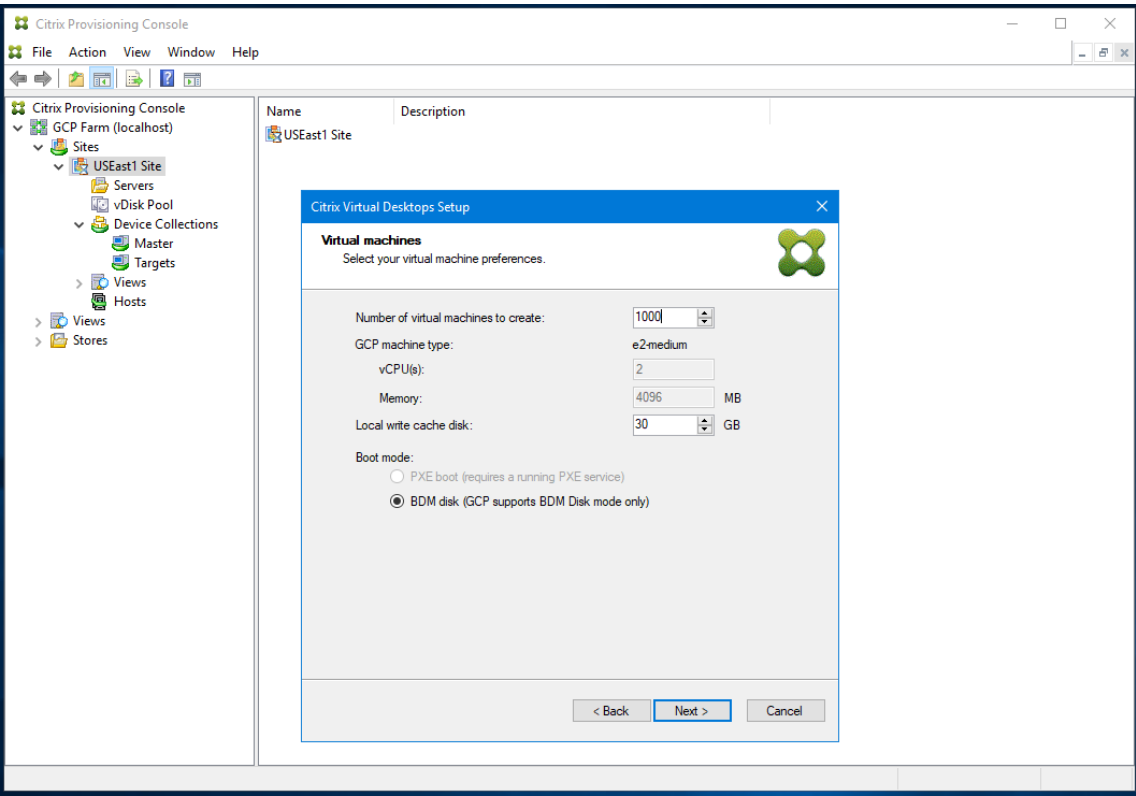 Citrix Provisioning Console
File Action View Window Help
Citrix Provisioning Console
GCP Farm (localhost)
Sites
USEast1 Site
Servers
vDisk Pool
Device Collections
Master
Targets
Views
Hosts
Views
Stores
Name Description
USEast1 Site
Citrix Virtual Desktops Setup
Virtual machines
Select your virtual machine preferences.
Number of virtual machines to create: 1000
GCP machine type: e2-medium
vCPU(s): 2
Memory: 4096 MB
Local write cache disk: 30 GB
Boot mode:
PXE boot (requires a running PXE service)
BDM disk (GCP supports BDM Disk mode only)
< Back Next > Cancel